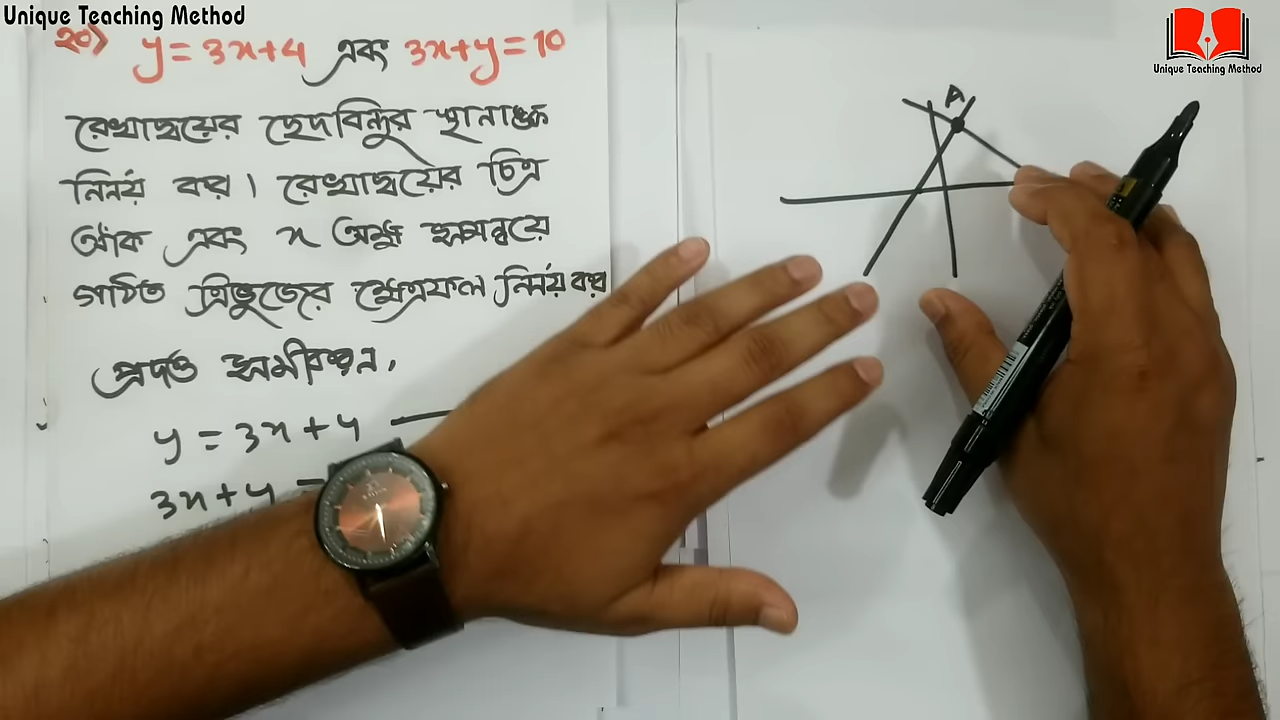 Unique Teaching Method
২০) y = 3x+4 এবং 3x+y = 10
রেখাদ্বয়ের ছেদবিন্দুর স্থানাঙ্ক
নির্ণয় কর। রেখাদ্বয়ের চিত্র
আঁক এবং x অক্ষ সমন্বয়ে
গঠিত ত্রিভুজের ক্ষেত্রফল নির্ণয় কর
প্রদত্ত সমীকরণ,
y = 3x+4
3x+y =
A
Unique Teaching Method